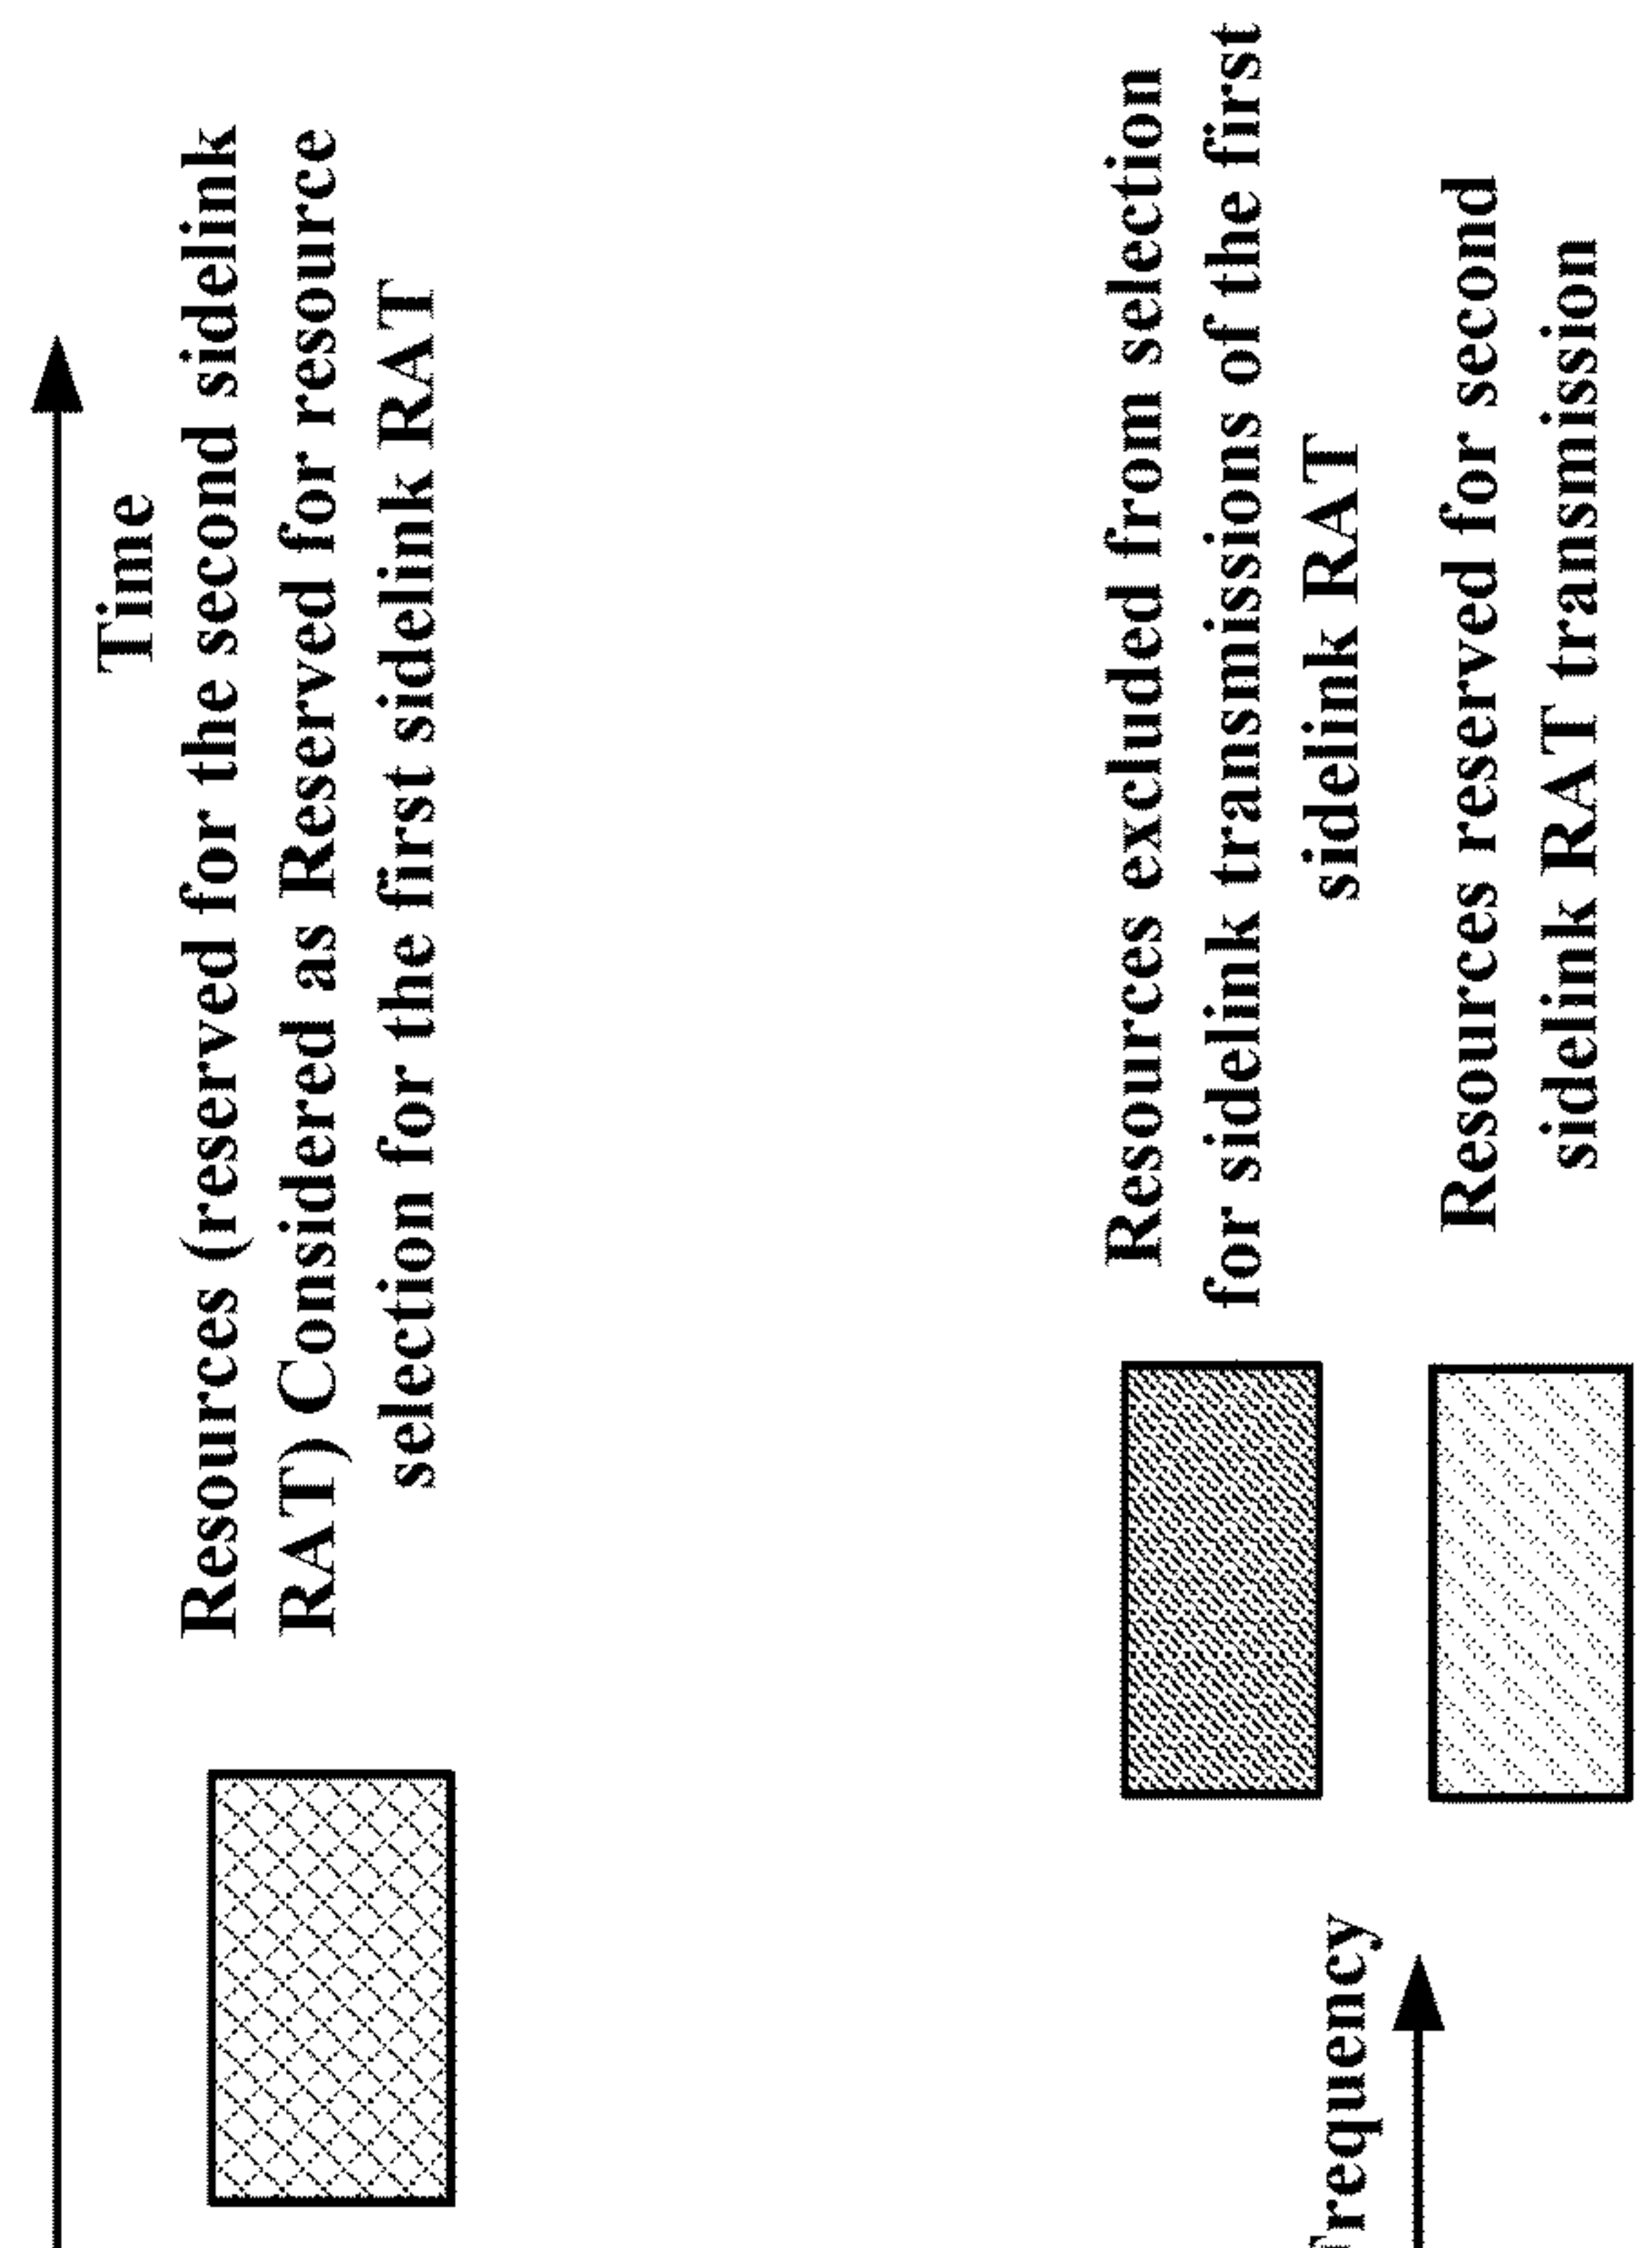 Time
Resources (reserved for the second sidelink
RAT) Considered as Reserved for resource
selection for the first sidelink RAT
Resources excluded from selection
for sidelink transmissions of the first
sidelink RAT
Resources reserved for second
sidelink RAT transmission